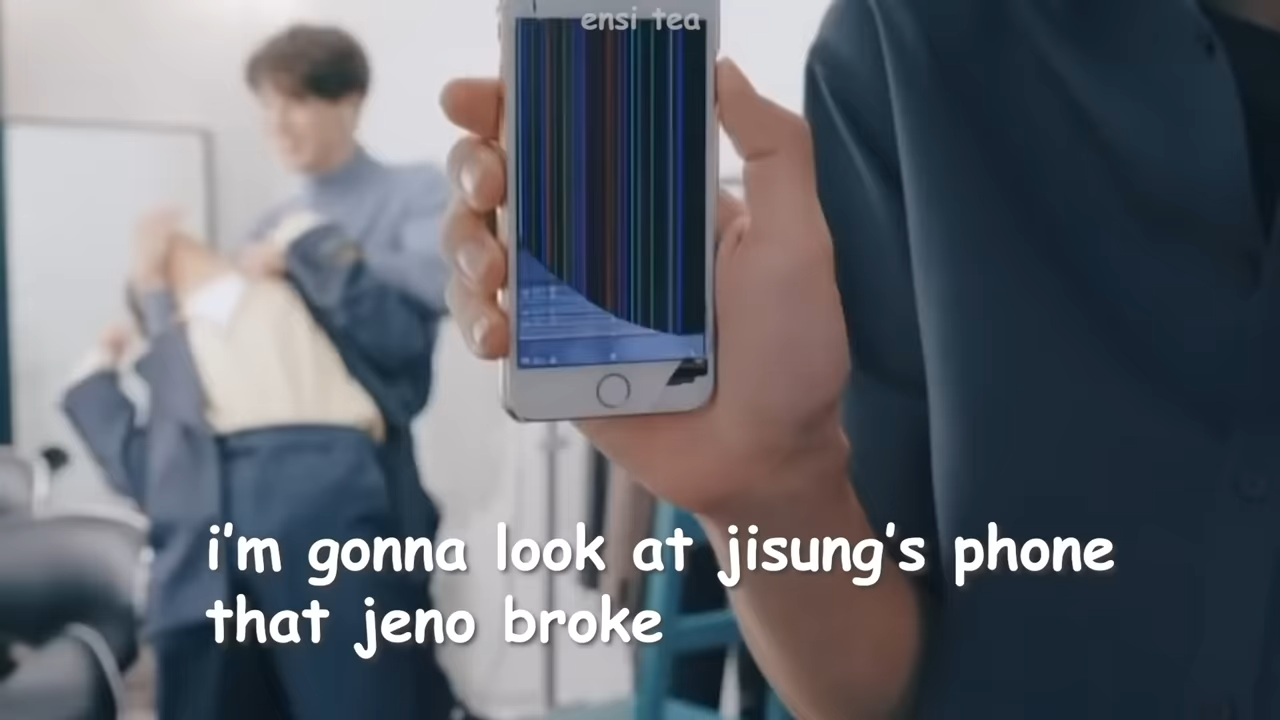 ensi tea
i'm gonna look at jisung's phone
that jeno broke